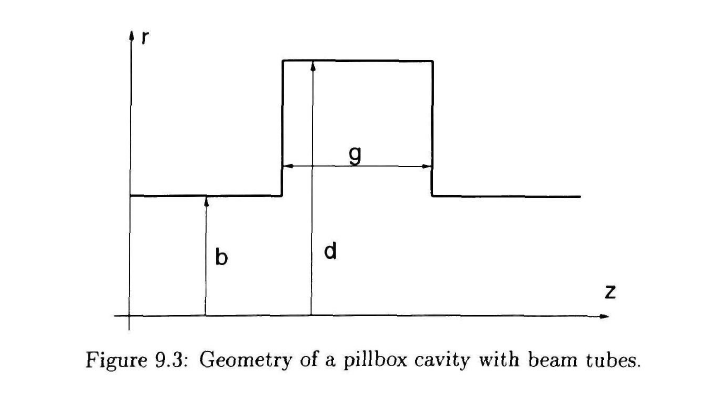 r
g
b
d
z
Figure 9.3: Geometry of a pillbox cavity with beam tubes.